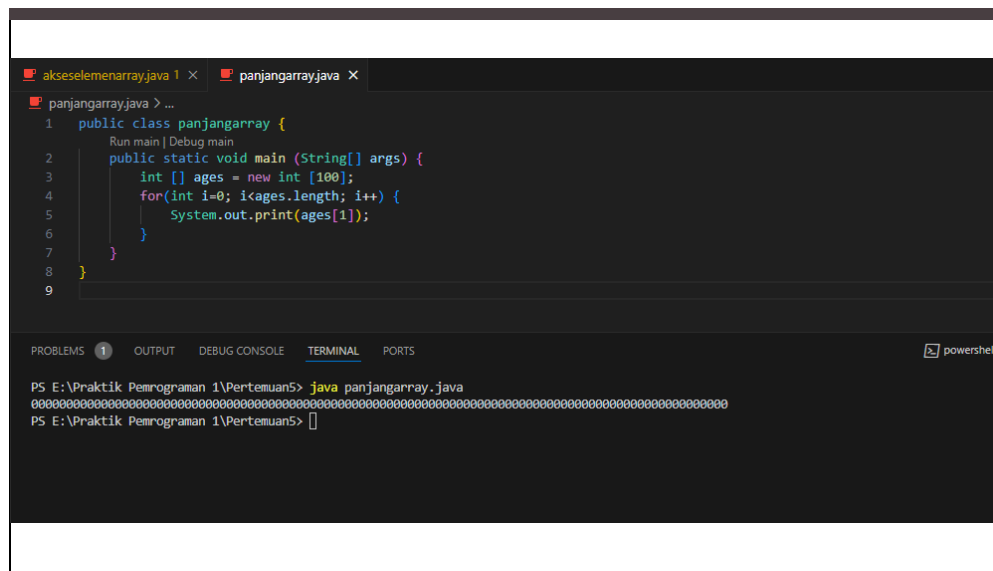 akseselemenarray.java 1 × panjangarray.java ×
panjangarray.java > ...
1 public class panjangarray {
Run main | Debug main
2 public static void main (String[] args) {
3 int [] ages = new int [100];
4 for(int i=0; i<ages.length; i++) {
5 System.out.print(ages[1]);
6 }
7 }
8 }
9
PROBLEMS 1 OUTPUT DEBUG CONSOLE TERMINAL PORTS powershel
PS E:\Praktik Pemrograman 1\Pertemuan5> java panjangarray.java
0000000000000000000000000000000000000000000000000000000000000000000000000000000000000000000000000000
PS E:\Praktik Pemrograman 1\Pertemuan5>